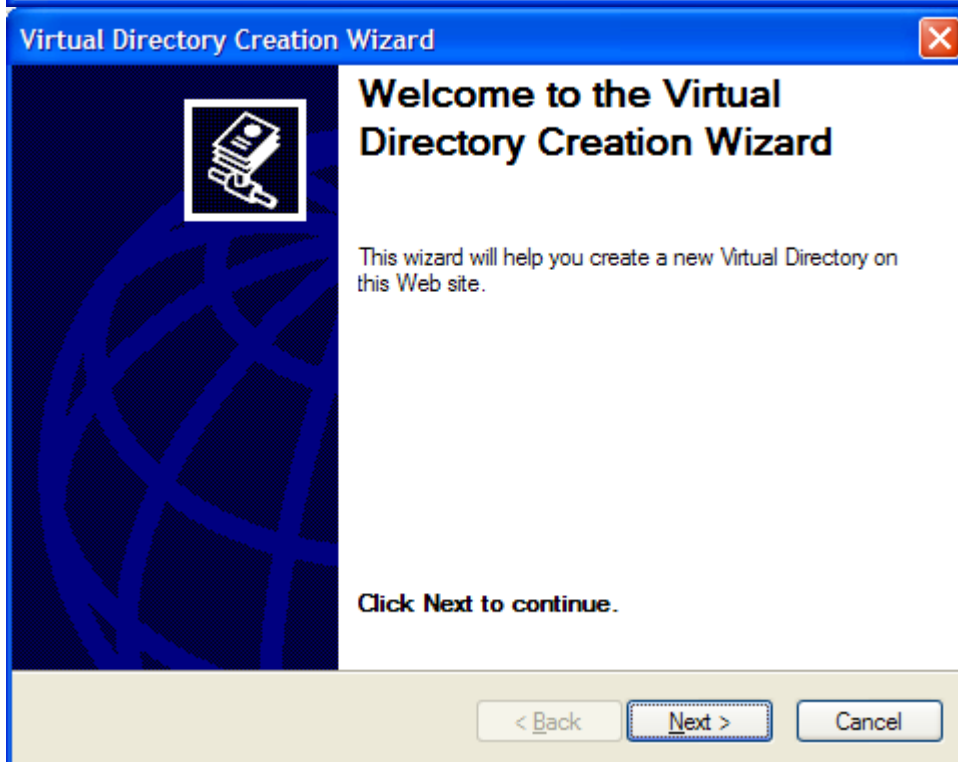 Virtual Directory Creation Wizard
Welcome to the Virtual
Directory Creation Wizard
This wizard will help you create a new Virtual Directory on
this Web site.
Click Next to continue.
< Back Next > Cancel